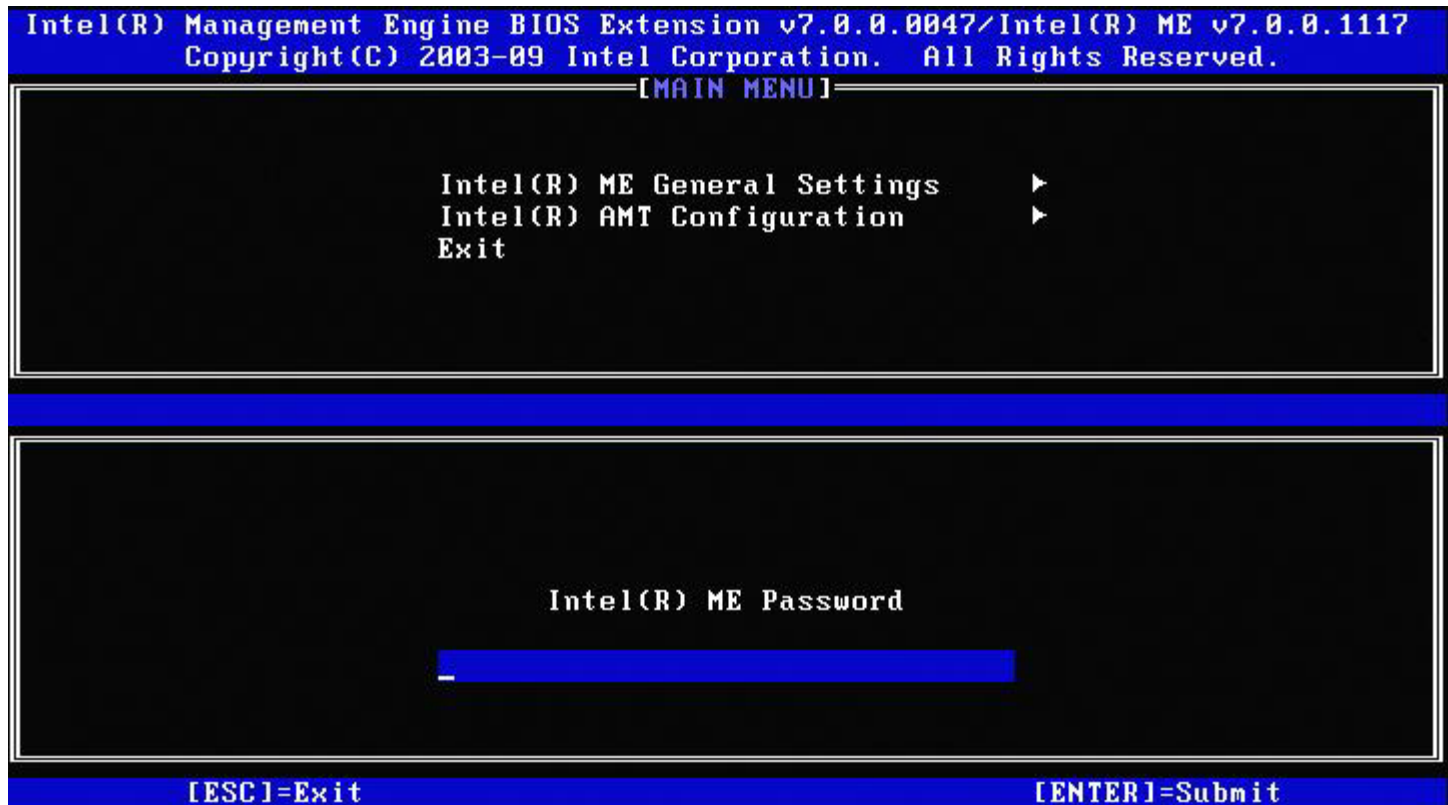 Intel(R) Management Engine BIOS Extension v7.0.0.0047/Intel(R) ME v7.0.0.1117
Copyright(C) 2003-09 Intel Corporation. All Rights Reserved.
[MAIN MENU]
Intel(R) ME General Settings ►
Intel(R) AMT Configuration ►
Exit
Intel(R) ME Password
[ESC]=Exit [ENTER]=Submit